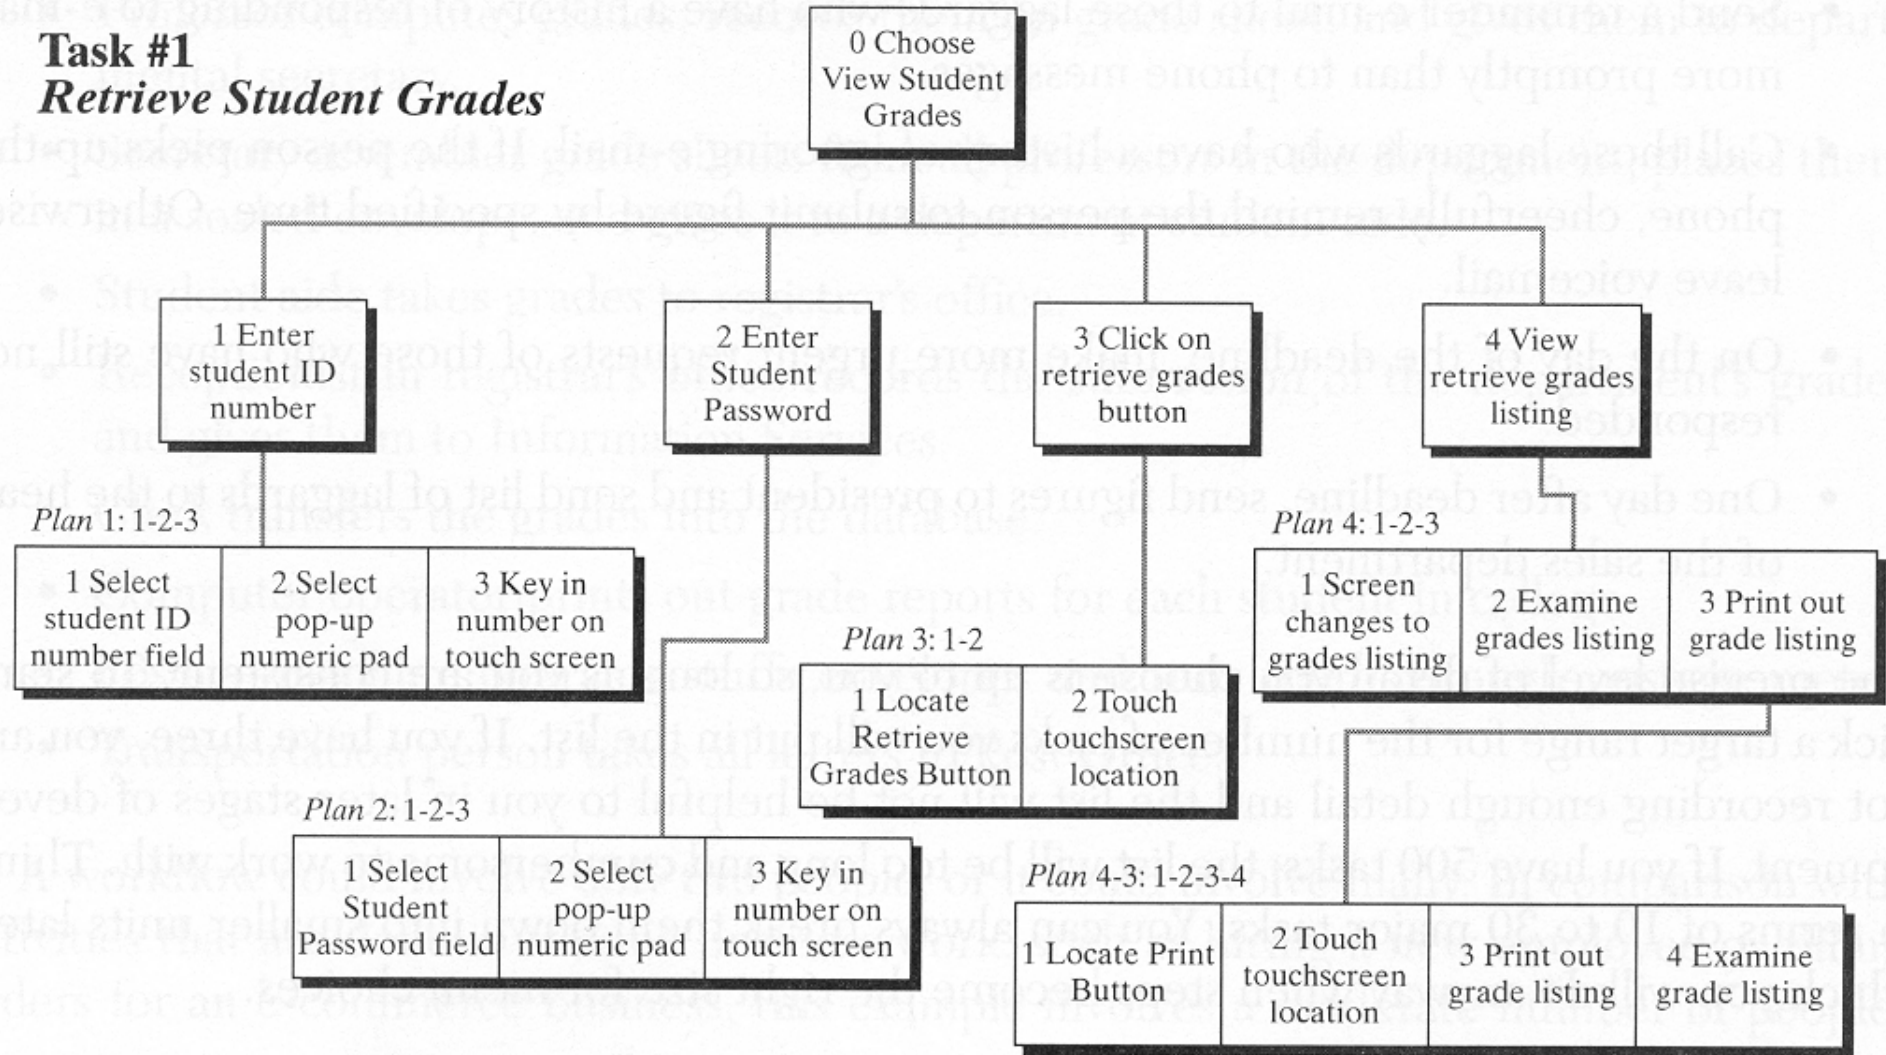 Task #1
Retrieve Student Grades
0 Choose
View Student
Grades
1 Enter
student ID
number
2 Enter
Student
Password
3 Click on
retrieve grades
button
4 View
retrieve grades
listing
Plan 1: 1-2-3
1 Select
student ID
number field
2 Select
pop-up
numeric pad
3 Key in
number on
touch screen
Plan 2: 1-2-3
1 Select
Student
Password field
2 Select
pop-up
numeric pad
3 Key in
number on
touch screen
Plan 3: 1-2
1 Locate
Retrieve
Grades Button
2 Touch
touchscreen
location
Plan 4: 1-2-3
1 Screen
changes to
grades listing
2 Examine
grades listing
3 Print out
grade listing
Plan 4-3: 1-2-3-4
1 Locate Print
Button
2 Touch
touchscreen
location
3 Print out
grade listing
4 Examine
grade listing